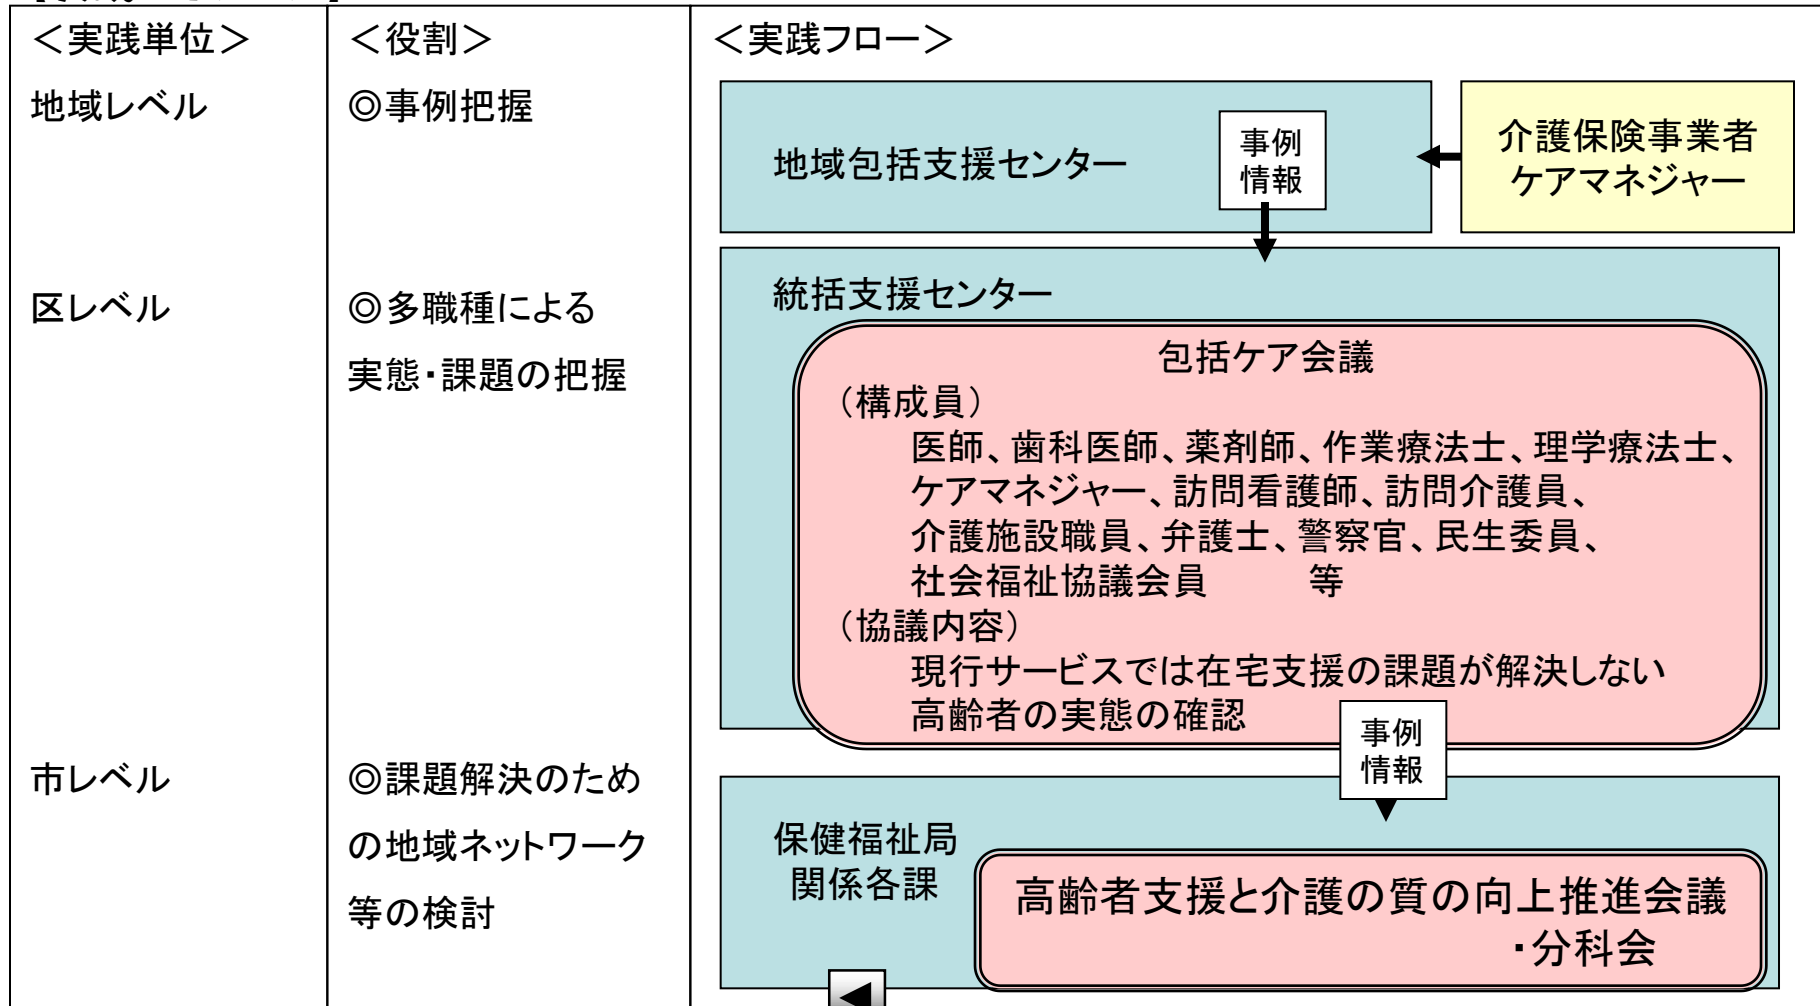 ＜実践単位＞
＜役割＞
＜実践フロー＞
地域レベル
◎事例把握
地域包括支援センター
事例
情報
介護保険事業者
ケアマネジャー
区レベル
◎多職種による
実態・課題の把握
統括支援センター
包括ケア会議
（構成員）
医師、歯科医師、薬剤師、作業療法士、理学療法士、
ケアマネジャー、訪問看護師、訪問介護員、
介護施設職員、弁護士、警察官、民生委員、
社会福祉協議会員　　等
（協議内容）
現行サービスでは在宅支援の課題が解決しない
高齢者の実態の確認
事例
情報
市レベル
◎課題解決のため
の地域ネットワーク
等の検討
保健福祉局
関係各課
高齢者支援と介護の質の向上推進会議
・分科会